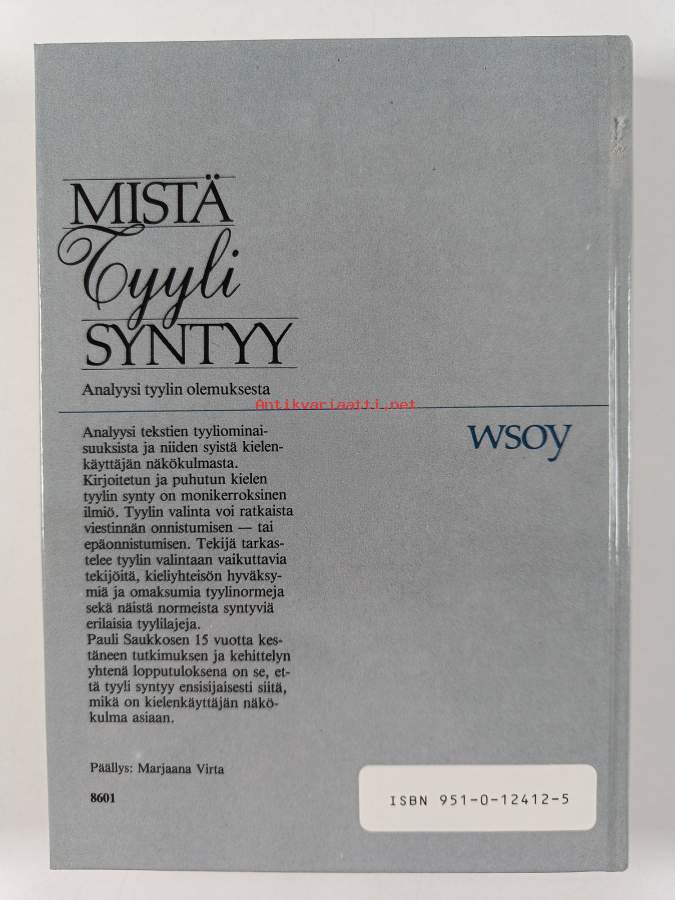 MISTÄ
Tyyli
SYNTYY
Analyysi tyylin olemuksesta
Antikvariaatti.net
wsoy
Analyysi tekstien tyyliominai-
suuksista ja niiden syistä kielen-
käyttäjän näkökulmasta.
Kirjoitetun ja puhutun kielen
tyylin synty on monikerroksinen
ilmiö. Tyylin valinta voi ratkaista
viestinnän onnistumisen — tai
epäonnistumisen. Tekijä tarkas-
telee tyylin valintaan vaikuttavia
tekijöitä, kieliyhteisön hyväksy-
miä ja omaksumia tyylinormeja
sekä näistä normeista syntyviä
erilaisia tyylilajeja.
Pauli Saukkosen 15 vuotta kes-
täneen tutkimuksen ja kehittelyn
yhtenä lopputuloksena on se, et-
tä tyyli syntyy ensisijaisesti siitä,
mikä on kielenkäyttäjän näkö-
kulma asiaan.
Päällys: Marjaana Virta
8601
ISBN 951-0-12412-5